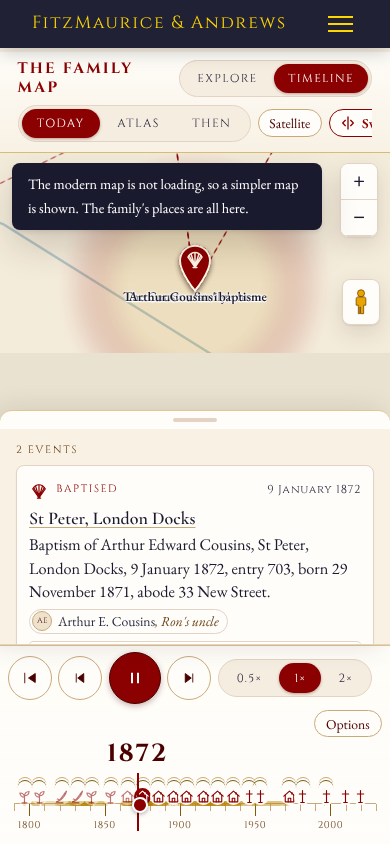 FitzMaurice & Andrews
THE FAMILY
MAP
EXPLORE
TIMELINE
TODAY
ATLAS
THEN
Satellite
The modern map is not loading, so a simpler map
is shown. The family's places are all here.
+
−
2 EVENTS
BAPTISED
9 January 1872
St Peter, London Docks
Baptism of Arthur Edward Cousins, St Peter,
London Docks, 9 January 1872, entry 703, born 29
November 1871, abode 33 New Street.
AE
Arthur E. Cousins, Ron's uncle
0.5×
1×
2×
Options
1872
1800
1850
1900
1950
2000